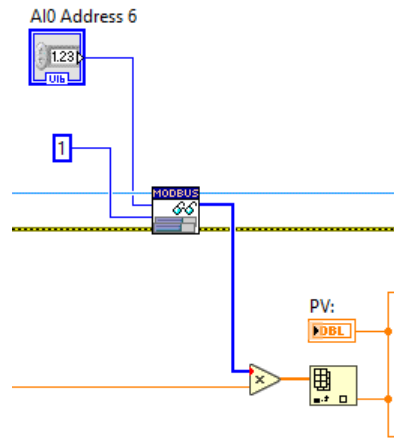 AI0 Address 6
1.23
U16
1
MODBUS
PV:
DBL
×